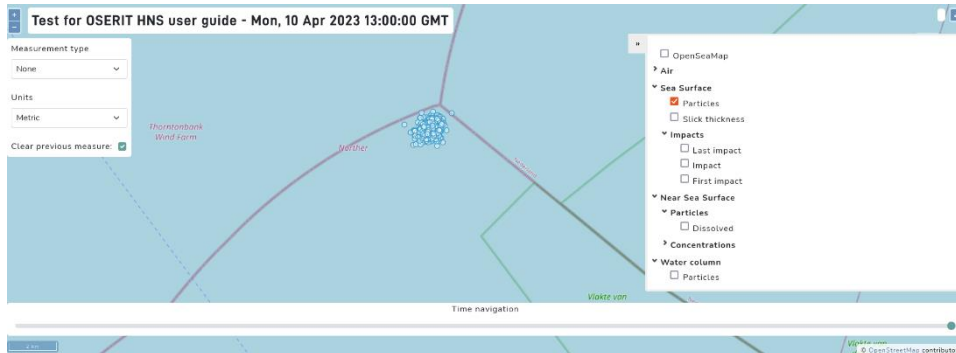 +
−
Test for OSERIT HNS user guide - Mon, 10 Apr 2023 13:00:00 GMT
Measurement type
None
Units
Metric
Clear previous measure:
Thorntonbank
Wind Farm
Norther
»
OpenSeaMap
Air
Sea Surface
Particles
Slick thickness
Impacts
Last impact
Impact
First impact
Near Sea Surface
Particles
Dissolved
Concentrations
Water column
Particles
Vlakte van
Time navigation
© OpenStreetMap contributo